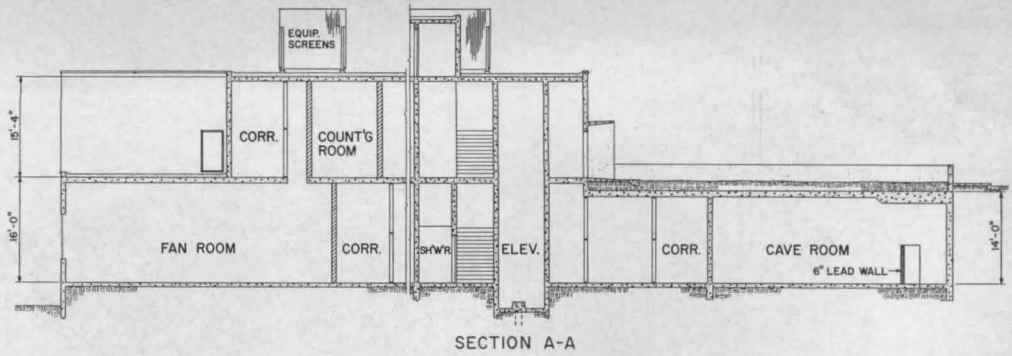 EQUIP.
SCREENS
15'-4"
CORR.
COUNT'G
ROOM
16'-0"
FAN ROOM
CORR.
SH'W'R.
ELEV.
CORR.
CAVE ROOM
6" LEAD WALL
14'-0"
SECTION A-A